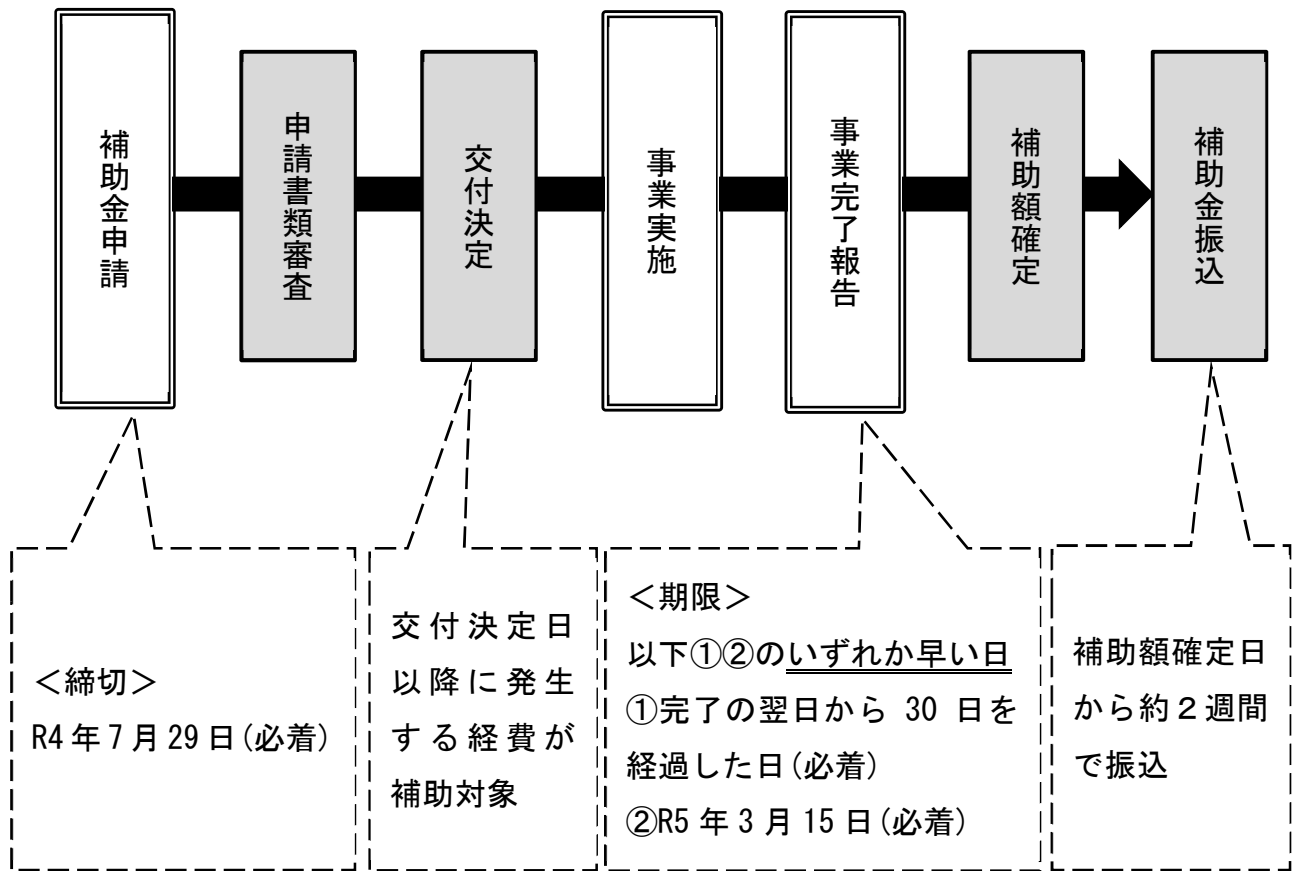 補助金申請
申請書類審査
交付決定
事業実施
事業完了報告
補助額確定
補助金振込
＜締切＞
R4年7月29日(必着)
交付決定日
以降に発生
する経費が
補助対象
＜期限＞
以下①②のいずれか早い日
①完了の翌日から 30 日を
経過した日(必着)
②R5年3月15日(必着)
補助額確定日
から約２週間
で振込